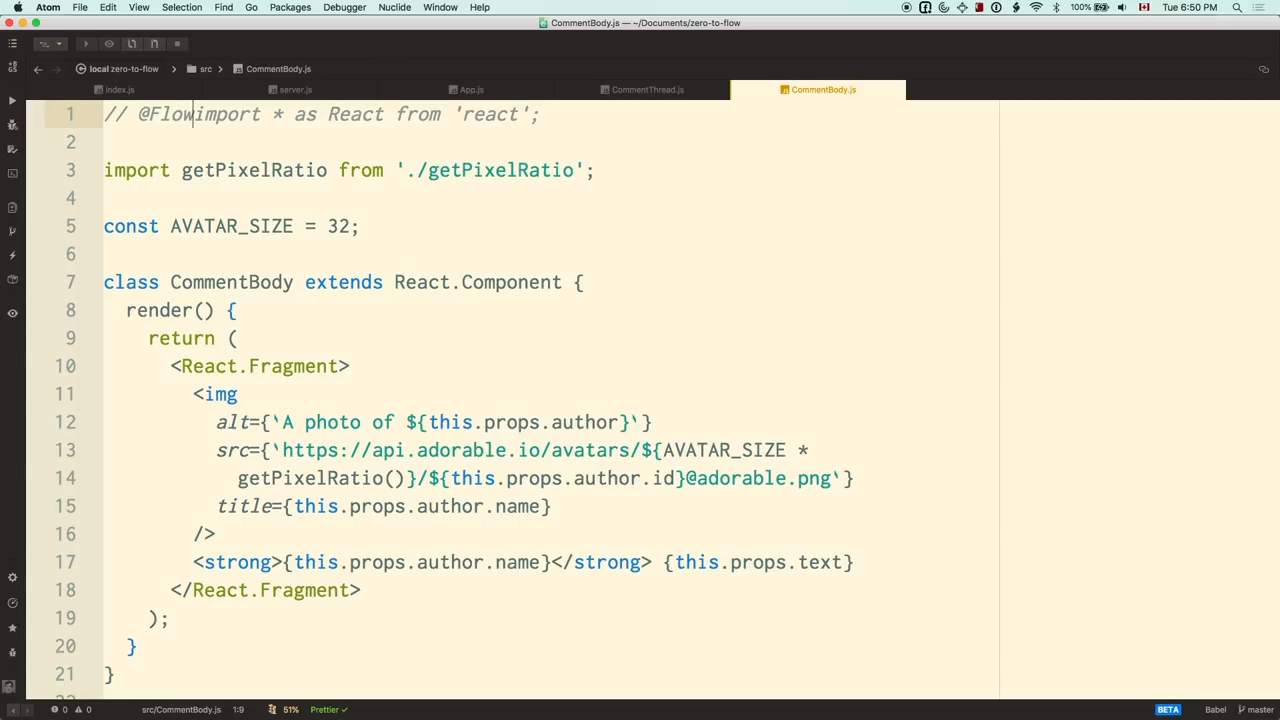 Atom File Edit View Selection Find Go Packages Debugger Nuclide Window Help 100% Tue 6:50 PM
CommentBody.js — ~/Documents/zero-to-flow
local zero-to-flow src CommentBody.js
index.js server.js App.js CommentThread.js CommentBody.js
1 // @Flowimport * as React from 'react';
2
3 import getPixelRatio from './getPixelRatio';
4
5 const AVATAR_SIZE = 32;
6
7 class CommentBody extends React.Component {
8 render() {
9 return (
10 <React.Fragment>
11 <img
12 alt={`A photo of ${this.props.author}`}
13 src={`https://api.adorable.io/avatars/${AVATAR_SIZE *
14 getPixelRatio()}/${this.props.author.id}@adorable.png`}
15 title={this.props.author.name}
16 />
17 <strong>{this.props.author.name}</strong> {this.props.text}
18 </React.Fragment>
19 );
20 }
21 }
0 0 src/CommentBody.js 1:9 51% Prettier ✓ BETA Babel master